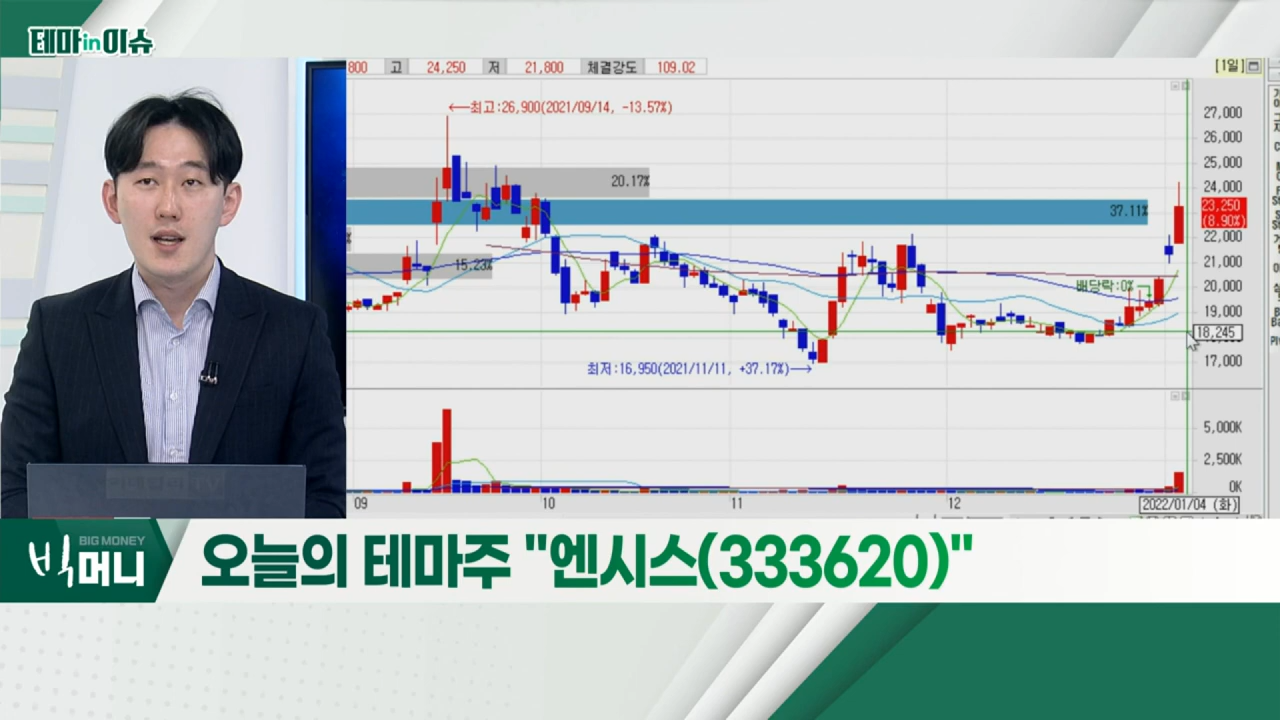 테마in이슈
800 고 24,250 저 21,800 체결강도 109.02
[1일]
←최고:26,900(2021/09/14, -13.57%)
27,000
26,000
25,000
20.17%
24,000
37.11%
23,250
(8.90%)
22,000
15.23%
21,000
배당락:0%
20,000
19,000
18,245
최저:16,950(2021/11/11, +37.17%)→
17,000
5,000K
2,500K
0K
09 10 11 12 2022/01/04 (화)
빅머니 BIG MONEY
오늘의 테마주 "엔시스(333620)"